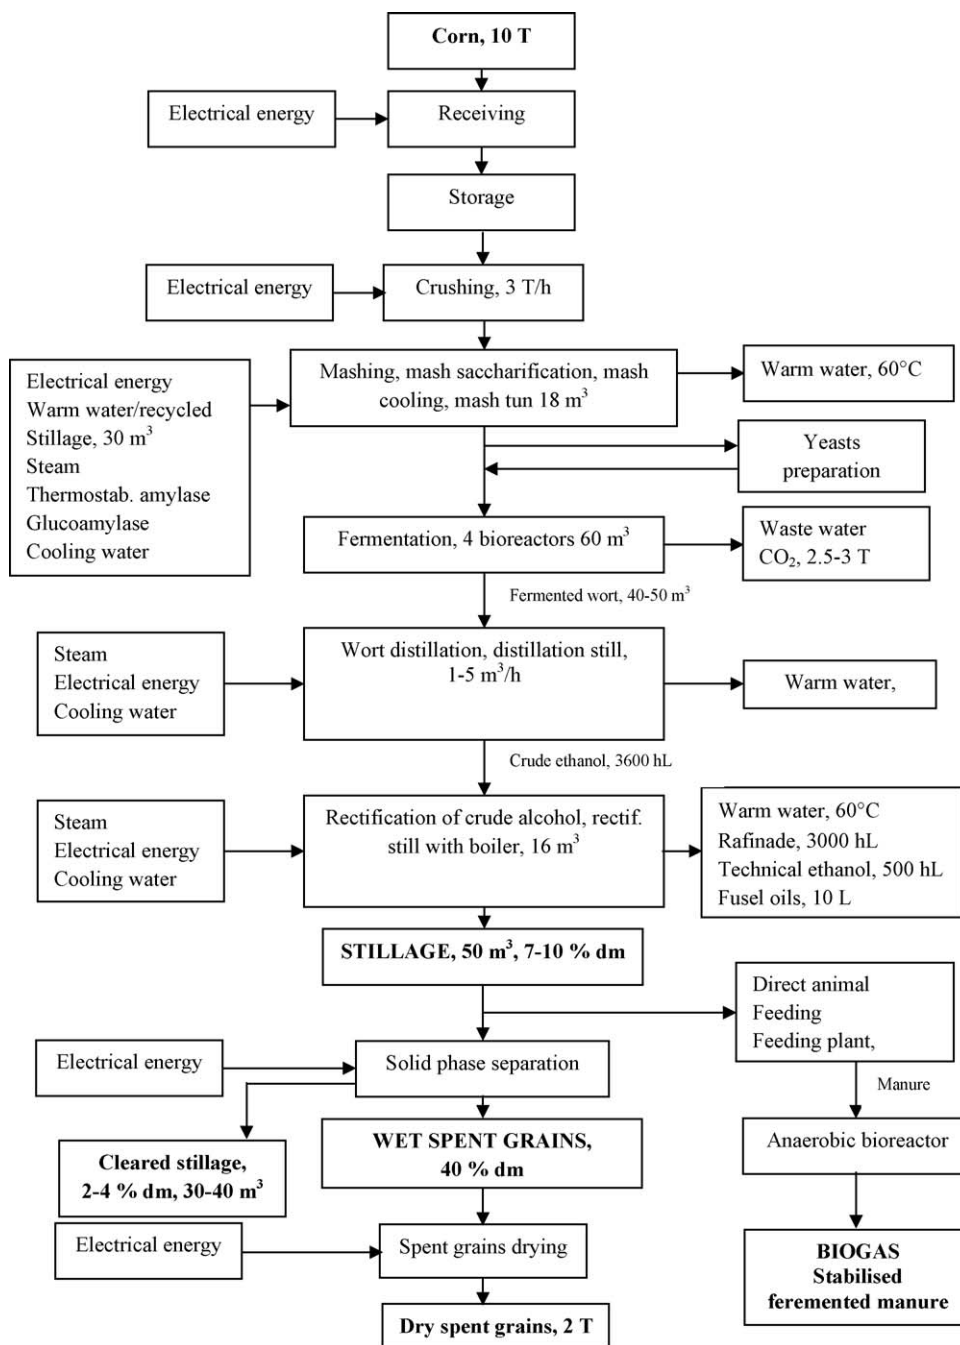 Corn, 10 T
Electrical energy
Receiving
Storage
Electrical energy
Crushing, 3 T/h
Electrical energy
Warm water/recycled
Stillage, 30 m³
Steam
Thermostab. amylase
Glucoamylase
Cooling water
Mashing, mash saccharification, mash
cooling, mash tun 18 m³
Warm water, 60°C
Yeasts
preparation
Fermentation, 4 bioreactors 60 m³
Waste water
CO₂, 2.5-3 T
Fermented wort, 40-50 m³
Steam
Electrical energy
Cooling water
Wort distillation, distillation still,
1-5 m³/h
Warm water,
Crude ethanol, 3600 hL
Steam
Electrical energy
Cooling water
Rectification of crude alcohol, rectif.
still with boiler, 16 m³
Warm water, 60°C
Rafinade, 3000 hL
Technical ethanol, 500 hL
Fusel oils, 10 L
STILLAGE, 50 m³, 7-10 % dm
Direct animal
Feeding
Feeding plant,
Electrical energy
Solid phase separation
Manure
Cleared stillage,
2-4 % dm, 30-40 m³
WET SPENT GRAINS,
40 % dm
Anaerobic bioreactor
Electrical energy
Spent grains drying
BIOGAS
Stabilised
feremented manure
Dry spent grains, 2 T